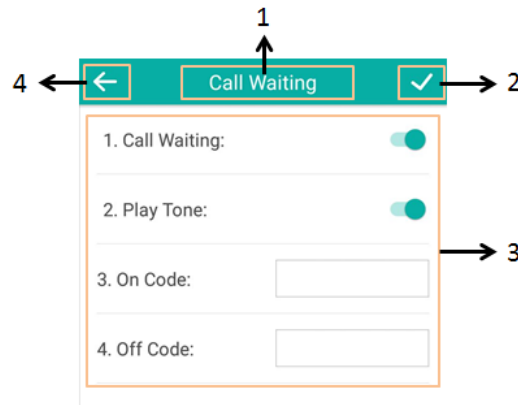 1
4
Call Waiting
2
1. Call Waiting:
2. Play Tone:
3
3. On Code:
4. Off Code: